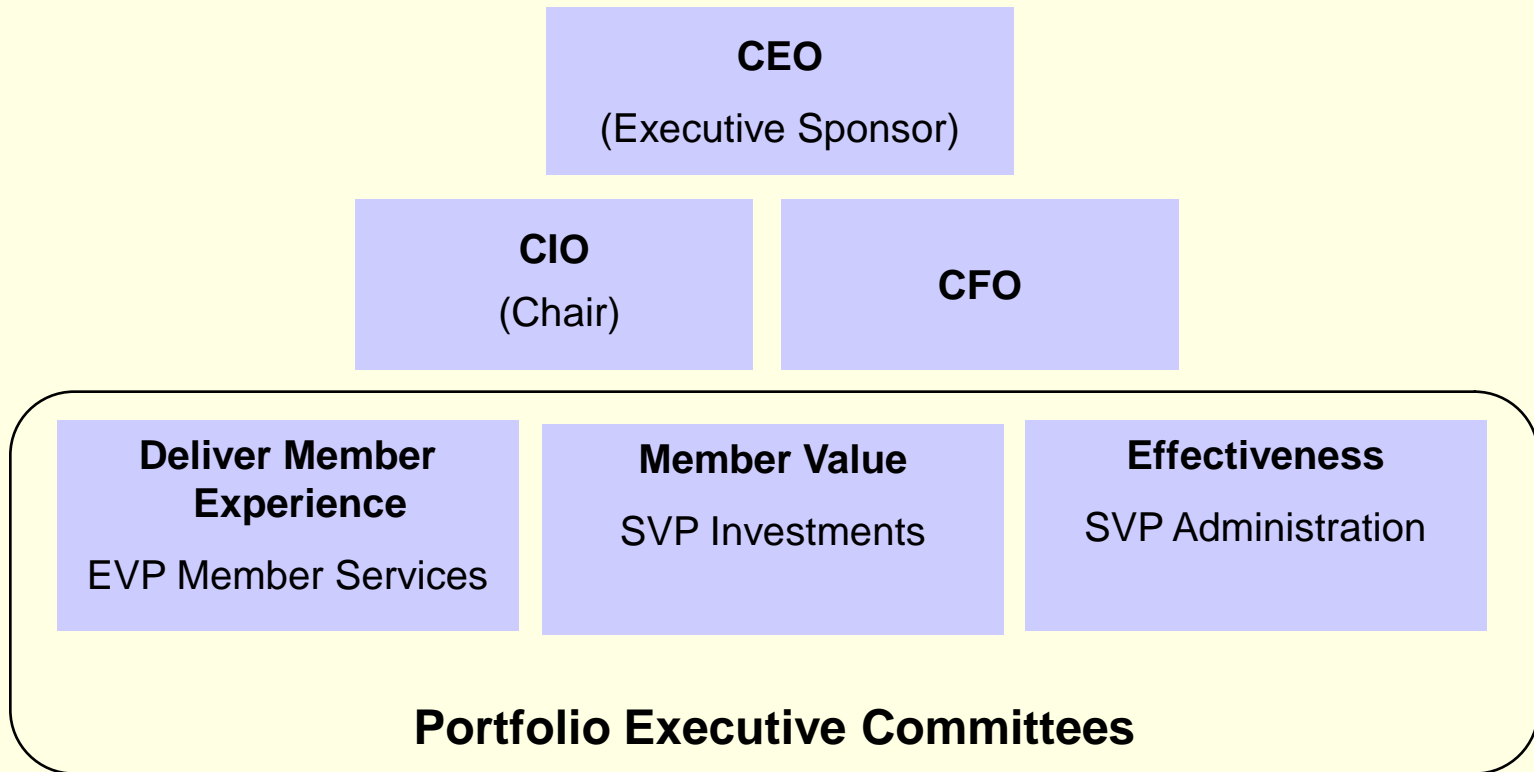 CEO
(Executive Sponsor)
CIO
(Chair)
CFO
Deliver Member
Experience
EVP Member Services
Member Value
SVP Investments
Effectiveness
SVP Administration
Portfolio Executive Committees